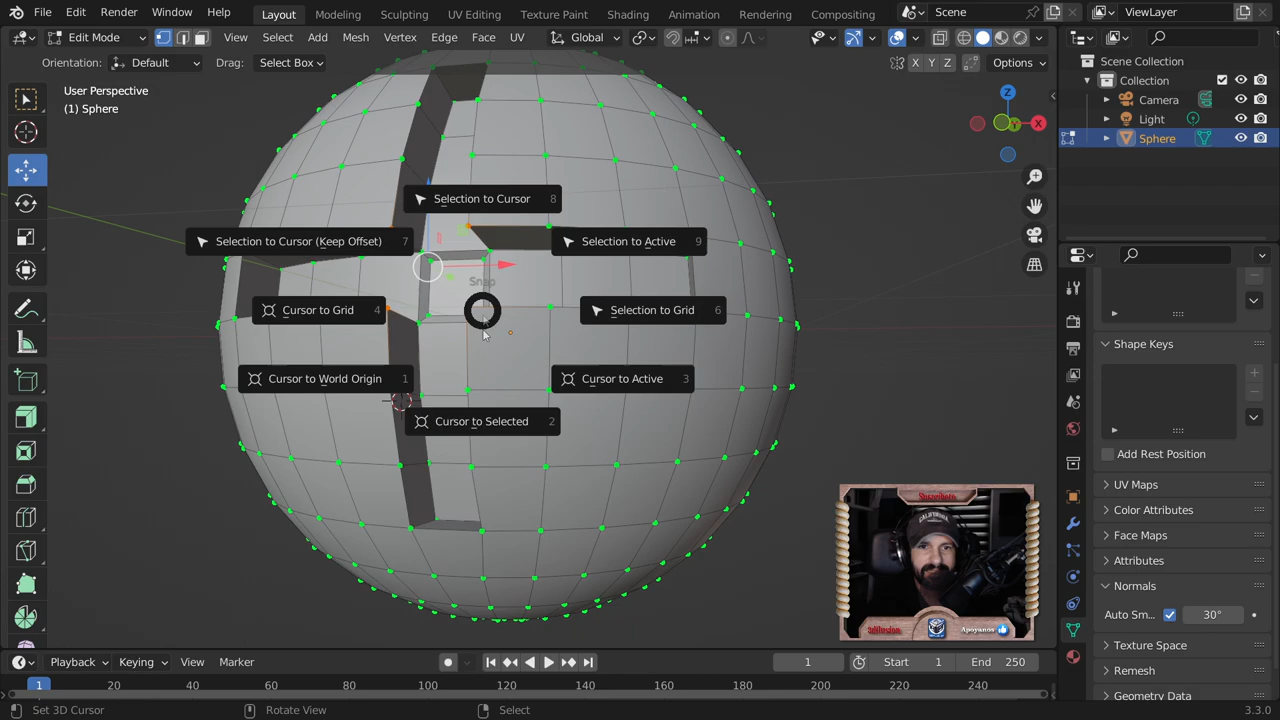 File Edit Render Window Help Layout Modeling Sculpting UV Editing Texture Paint Shading Animation Rendering Compositing Scene ViewLayer
Edit Mode View Select Add Mesh Vertex Edge Face UV Global
Orientation: Default Drag: Select Box X Y Z Options
User Perspective
(1) Sphere
Z
Y
X
Selection to Cursor 8
Selection to Cursor (Keep Offset) 7
Selection to Active 9
Snap
Cursor to Grid 4
Selection to Grid 6
Cursor to World Origin 1
Cursor to Active 3
Cursor to Selected 2
Scene Collection
Collection
Camera
Light
Sphere
Shape Keys
Add Rest Position
UV Maps
Color Attributes
Face Maps
Attributes
Normals
Auto Sm... 30°
Texture Space
Remesh
Geometry Data
Apoyanos
Playback Keying View Marker 1 Start 1 End 250
1 20 40 60 80 100 120 140 160 180 200 220 240
Set 3D Cursor Rotate View Select 3.3.0